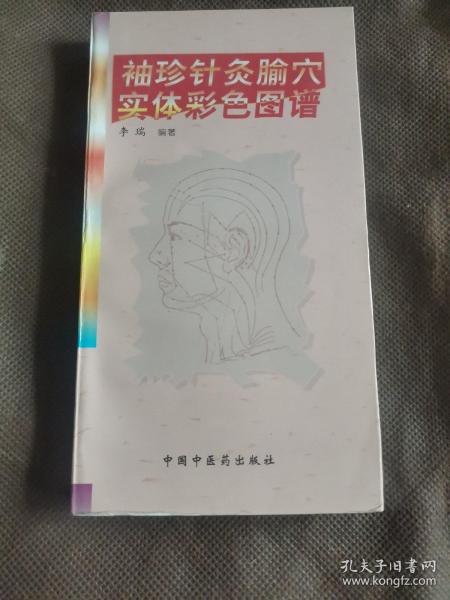 袖珍针灸腧穴
实体彩色图谱
李瑞 编著
中国中医药出版社
孔夫子旧书网
www.kongfz.com